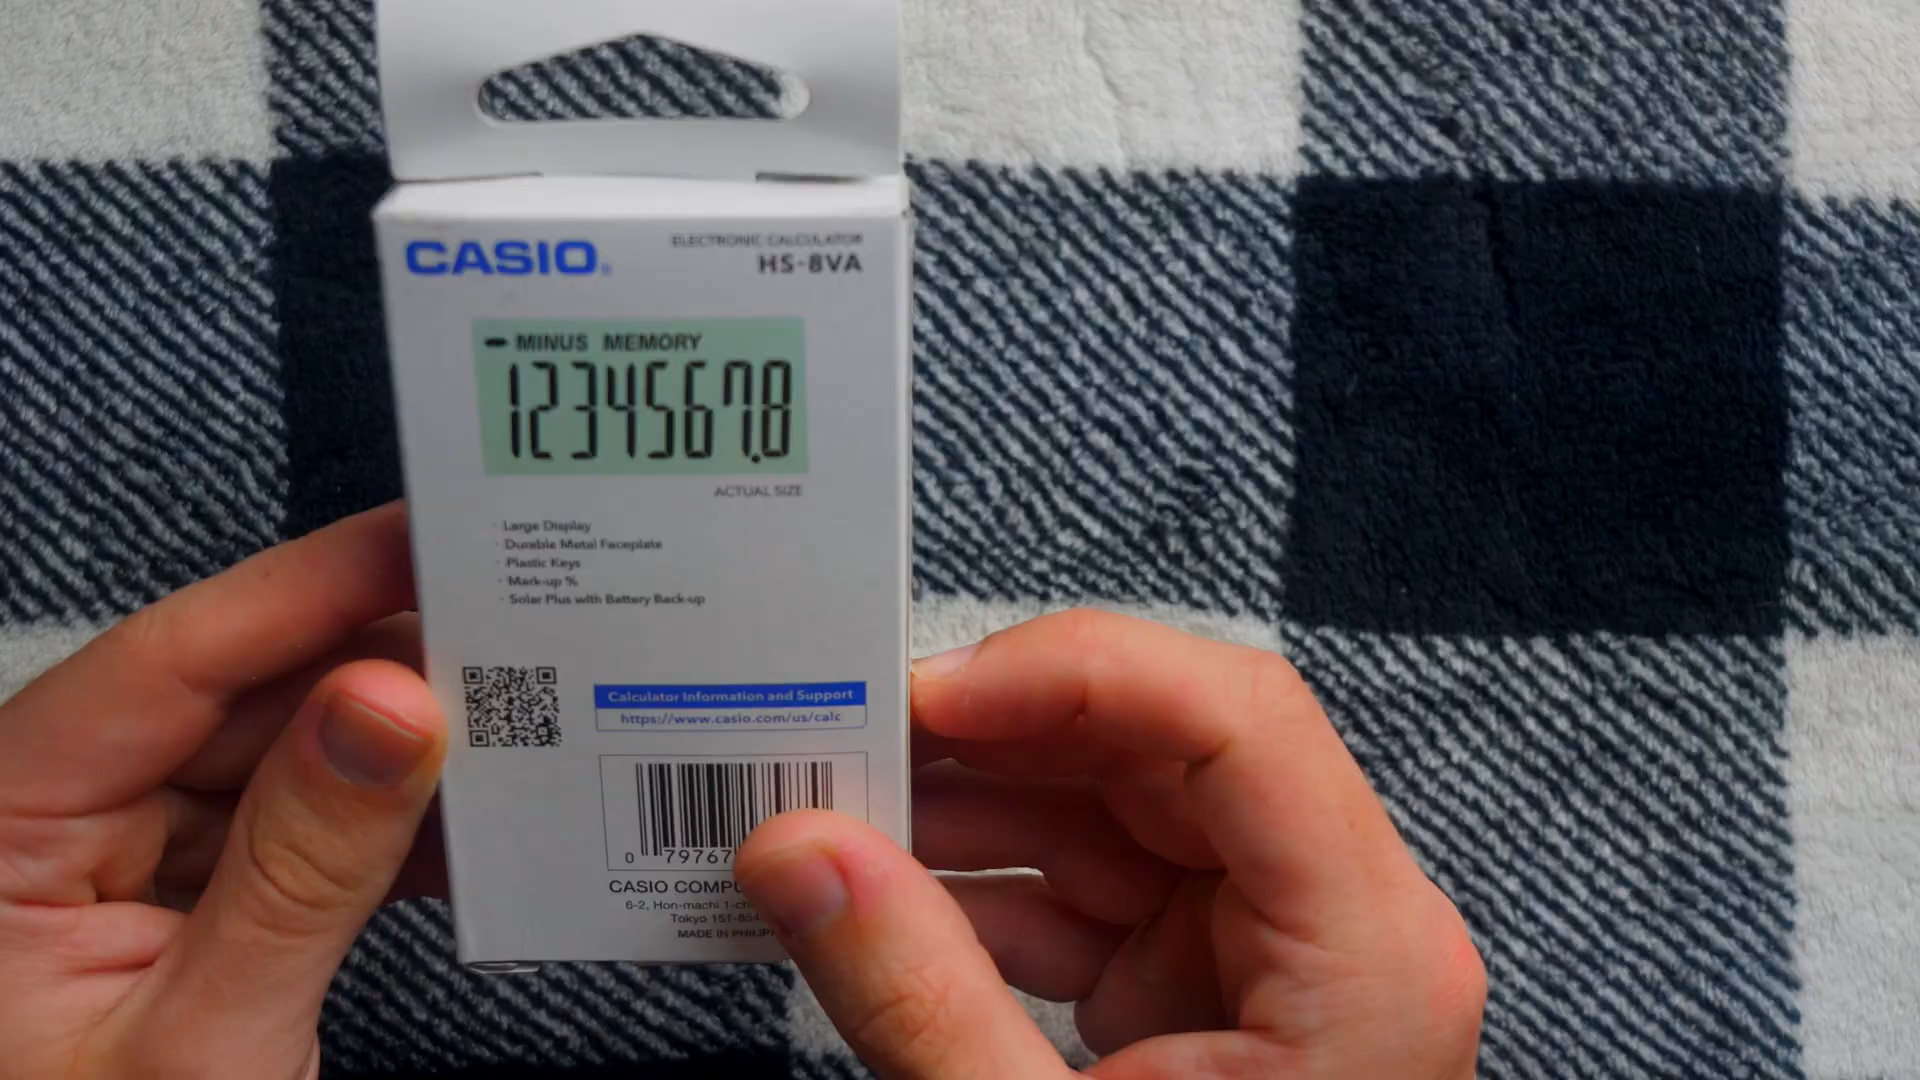 CASIO
ELECTRONIC CALCULATOR
HS-8VA
MINUS MEMORY
1234567.8
ACTUAL SIZE
· Large Display
· Durable Metal Faceplate
· Plastic Keys
· Mark-up %
· Solar Plus with Battery Back-up
Calculator Information and Support
https://www.casio.com/us/calc
0 79767
CASIO COMPU
6-2, Hon-machi 1-ch
Tokyo 151-854
MADE IN PHILIP